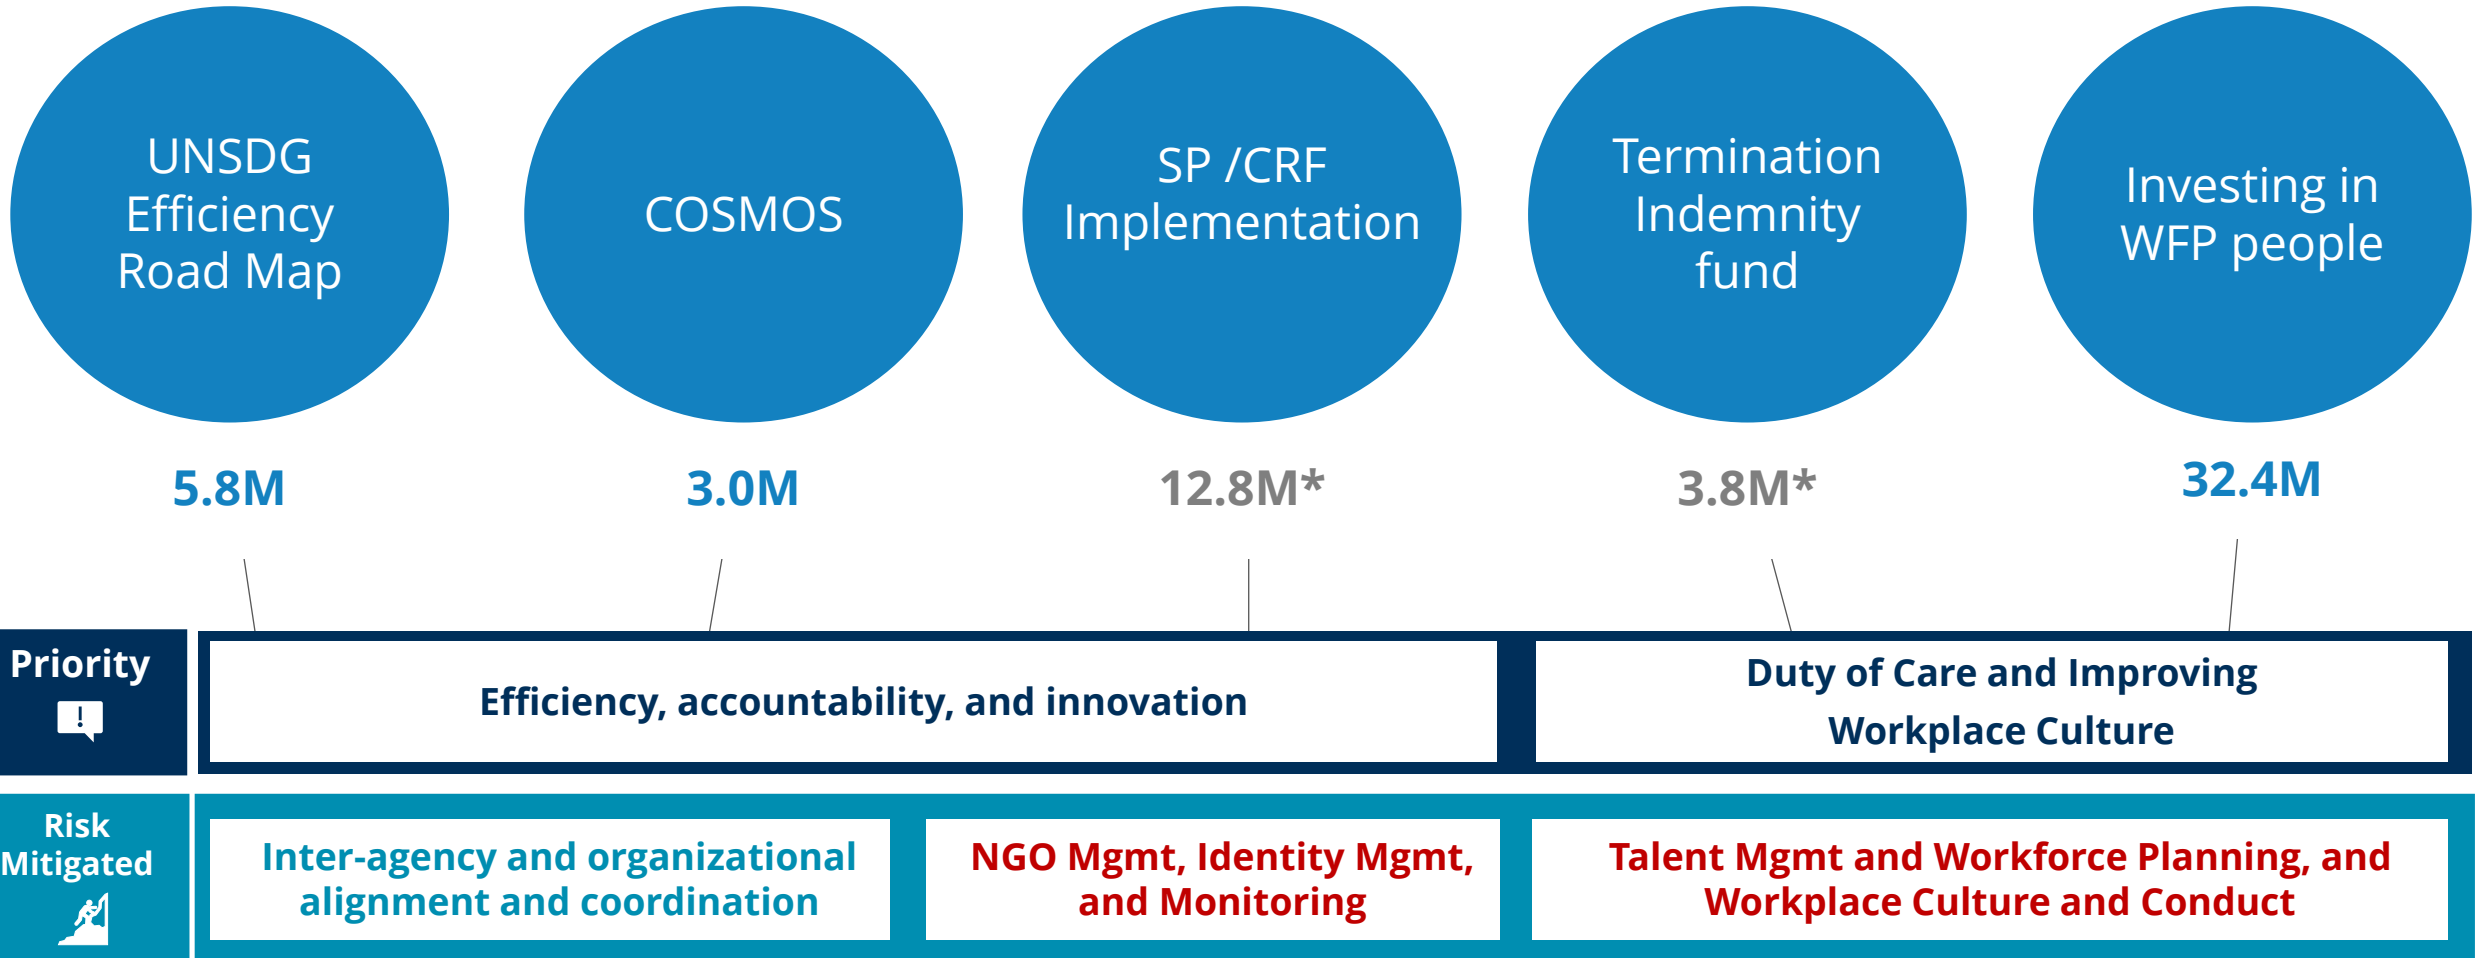 UNSDG
Efficiency
Road Map
COSMOS
SP /CRF
Implementation
Termination
Indemnity
fund
Investing in
WFP people
5.8M
3.0M
12.8M*
3.8M*
32.4M
Priority
!
Efficiency, accountability, and innovation
Duty of Care and Improving
Workplace Culture
Risk
Mitigated
Inter-agency and organizational
alignment and coordination
NGO Mgmt, Identity Mgmt,
and Monitoring
Talent Mgmt and Workforce Planning, and
Workplace Culture and Conduct